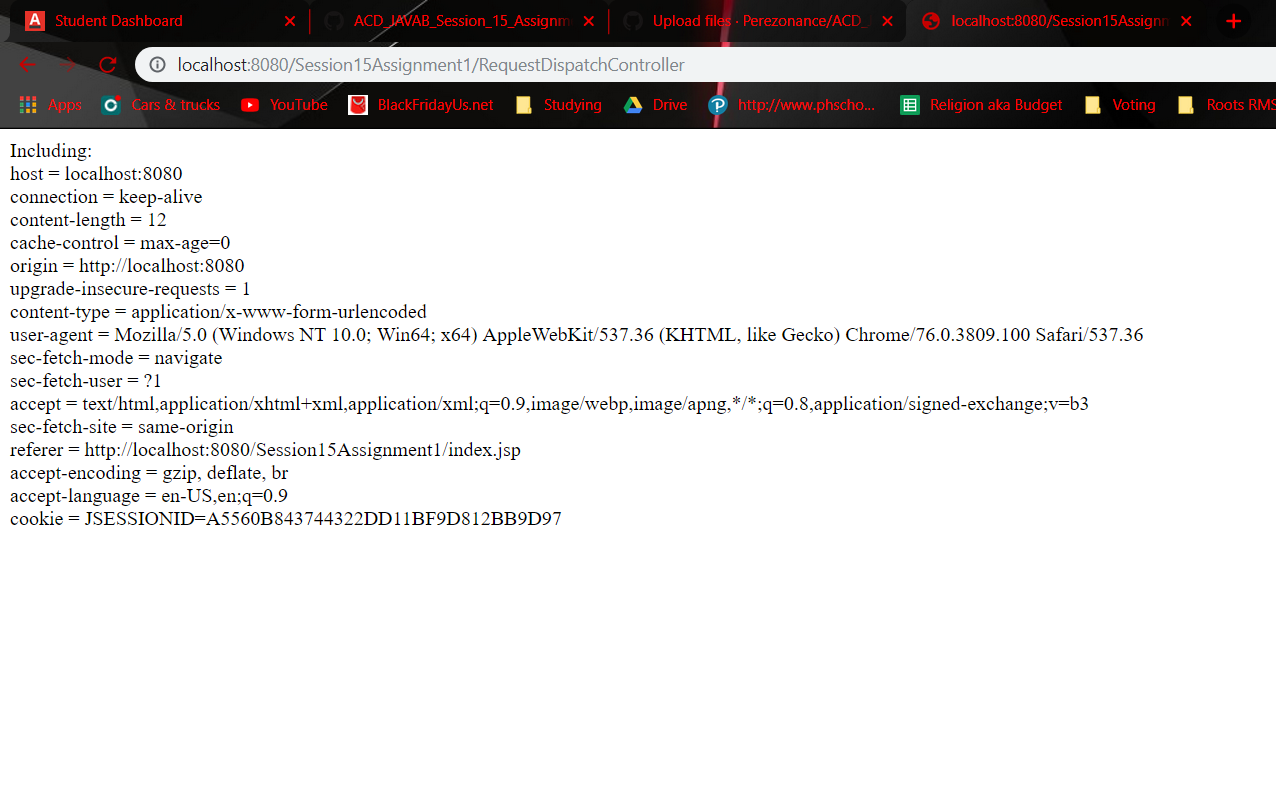 Student Dashboard
ACD_JAVAB_Session_15_Assignm
Upload files · Perezonance/ACD_
localhost:8080/Session15Assignm
localhost:8080/Session15Assignment1/RequestDispatchController
Apps Cars & trucks YouTube BlackFridayUs.net Studying Drive http://www.phscho... Religion aka Budget Voting Roots RMS
Including:
host = localhost:8080
connection = keep-alive
content-length = 12
cache-control = max-age=0
origin = http://localhost:8080
upgrade-insecure-requests = 1
content-type = application/x-www-form-urlencoded
user-agent = Mozilla/5.0 (Windows NT 10.0; Win64; x64) AppleWebKit/537.36 (KHTML, like Gecko) Chrome/76.0.3809.100 Safari/537.36
sec-fetch-mode = navigate
sec-fetch-user = ?1
accept = text/html,application/xhtml+xml,application/xml;q=0.9,image/webp,image/apng,*/*;q=0.8,application/signed-exchange;v=b3
sec-fetch-site = same-origin
referer = http://localhost:8080/Session15Assignment1/index.jsp
accept-encoding = gzip, deflate, br
accept-language = en-US,en;q=0.9
cookie = JSESSIONID=A5560B843744322DD11BF9D812BB9D97